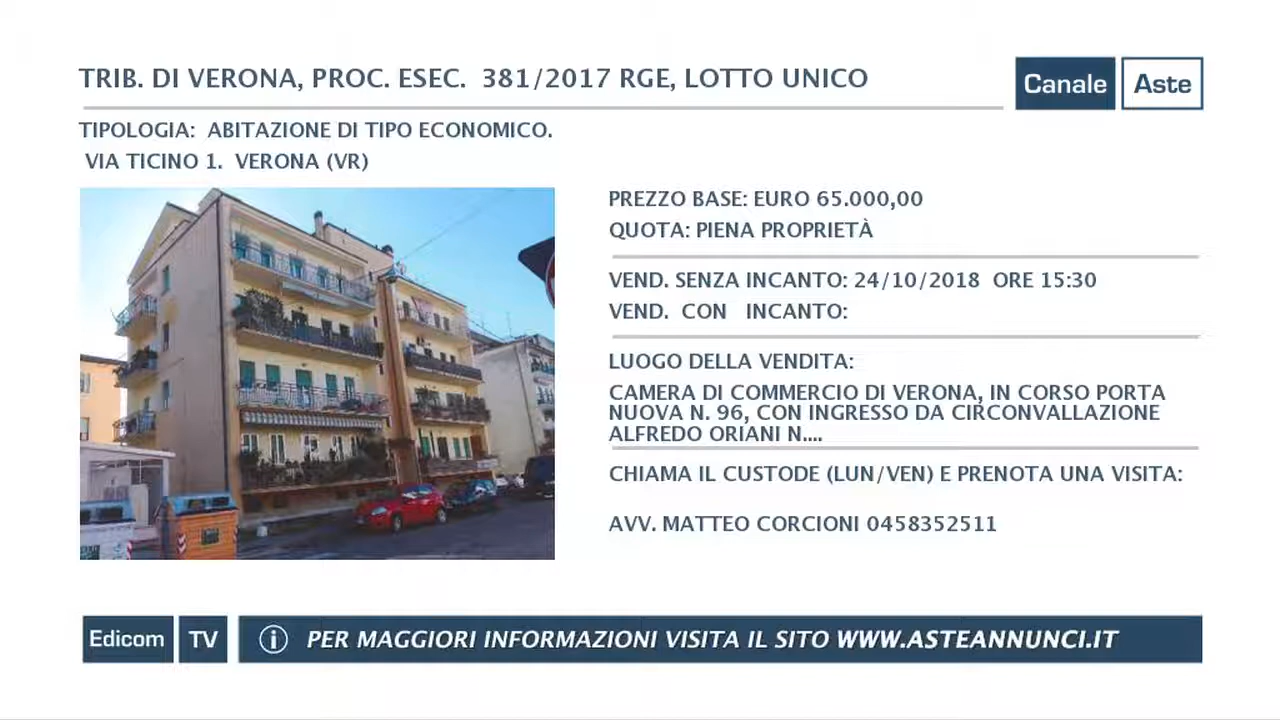 TRIB. DI VERONA, PROC. ESEC.  381/2017 RGE, LOTTO UNICO
Canale Aste
TIPOLOGIA:  ABITAZIONE DI TIPO ECONOMICO.
VIA TICINO 1.  VERONA (VR)
PREZZO BASE: EURO 65.000,00
QUOTA: PIENA PROPRIETÀ
VEND. SENZA INCANTO: 24/10/2018  ORE 15:30
VEND.  CON   INCANTO:
LUOGO DELLA VENDITA:
CAMERA DI COMMERCIO DI VERONA, IN CORSO PORTA
NUOVA N. 96, CON INGRESSO DA CIRCONVALLAZIONE
ALFREDO ORIANI N....
CHIAMA IL CUSTODE (LUN/VEN) E PRENOTA UNA VISITA:
AVV. MATTEO CORCIONI 0458352511
Edicom TV
PER MAGGIORI INFORMAZIONI VISITA IL SITO WWW.ASTEANNUNCI.IT